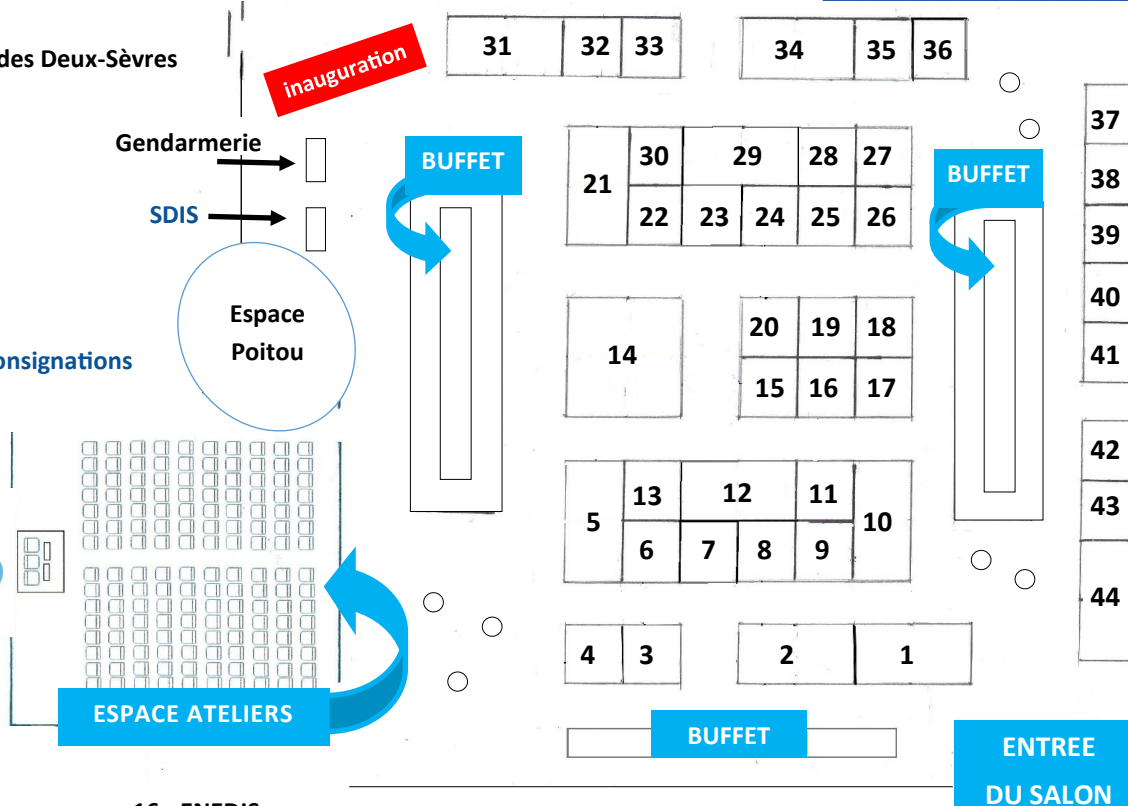 des Deux-Sèvres
inauguration
31 32 33 34 35 36
37
Gendarmerie
BUFFET
30 29 28 27
BUFFET
21
38
SDIS
22 23 24 25 26
39
40
Espace
Poitou
20 19 18
14
41
onsignations
15 16 17
42
13 12 11
43
5
10
6 7 8 9
44
4 3 2 1
ESPACE ATELIERS
BUFFET
ENTREE
DU SALON
16 - ENEDIS